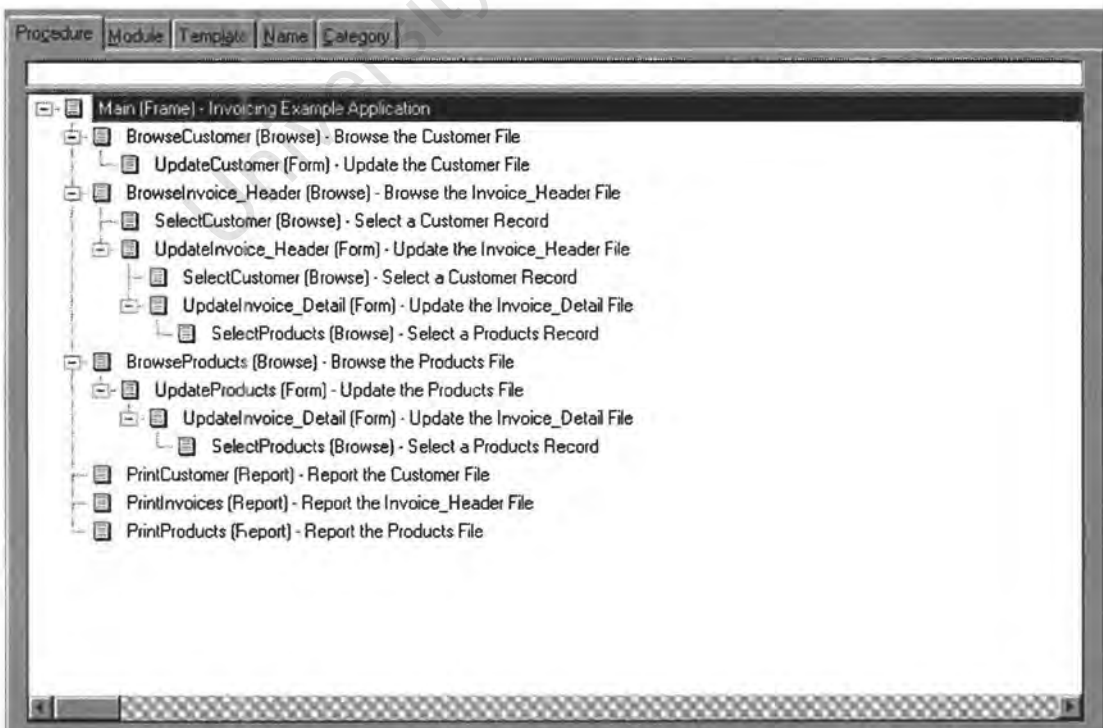 Procedure Module Template Name Category
Main (Frame) - Invoicing Example Application
BrowseCustomer (Browse) - Browse the Customer File
UpdateCustomer (Form) - Update the Customer File
BrowseInvoice_Header (Browse) - Browse the Invoice_Header File
SelectCustomer (Browse) - Select a Customer Record
UpdateInvoice_Header (Form) - Update the Invoice_Header File
SelectCustomer (Browse) - Select a Customer Record
UpdateInvoice_Detail (Form) - Update the Invoice_Detail File
SelectProducts (Browse) - Select a Products Record
BrowseProducts (Browse) - Browse the Products File
UpdateProducts (Form) - Update the Products File
UpdateInvoice_Detail (Form) - Update the Invoice_Detail File
SelectProducts (Browse) - Select a Products Record
PrintCustomer (Report) - Report the Customer File
PrintInvoices (Report) - Report the Invoice_Header File
PrintProducts (Report) - Report the Products File
University